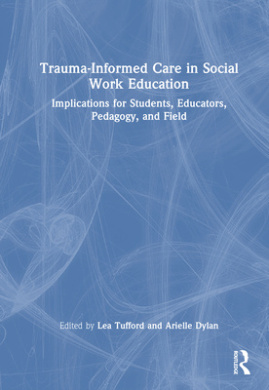 Trauma-Informed Care in Social
Work Education
Implications for Students, Educators,
Pedagogy, and Field
Edited by Lea Tufford and Arielle Dylan
R
ROUTLEDGE